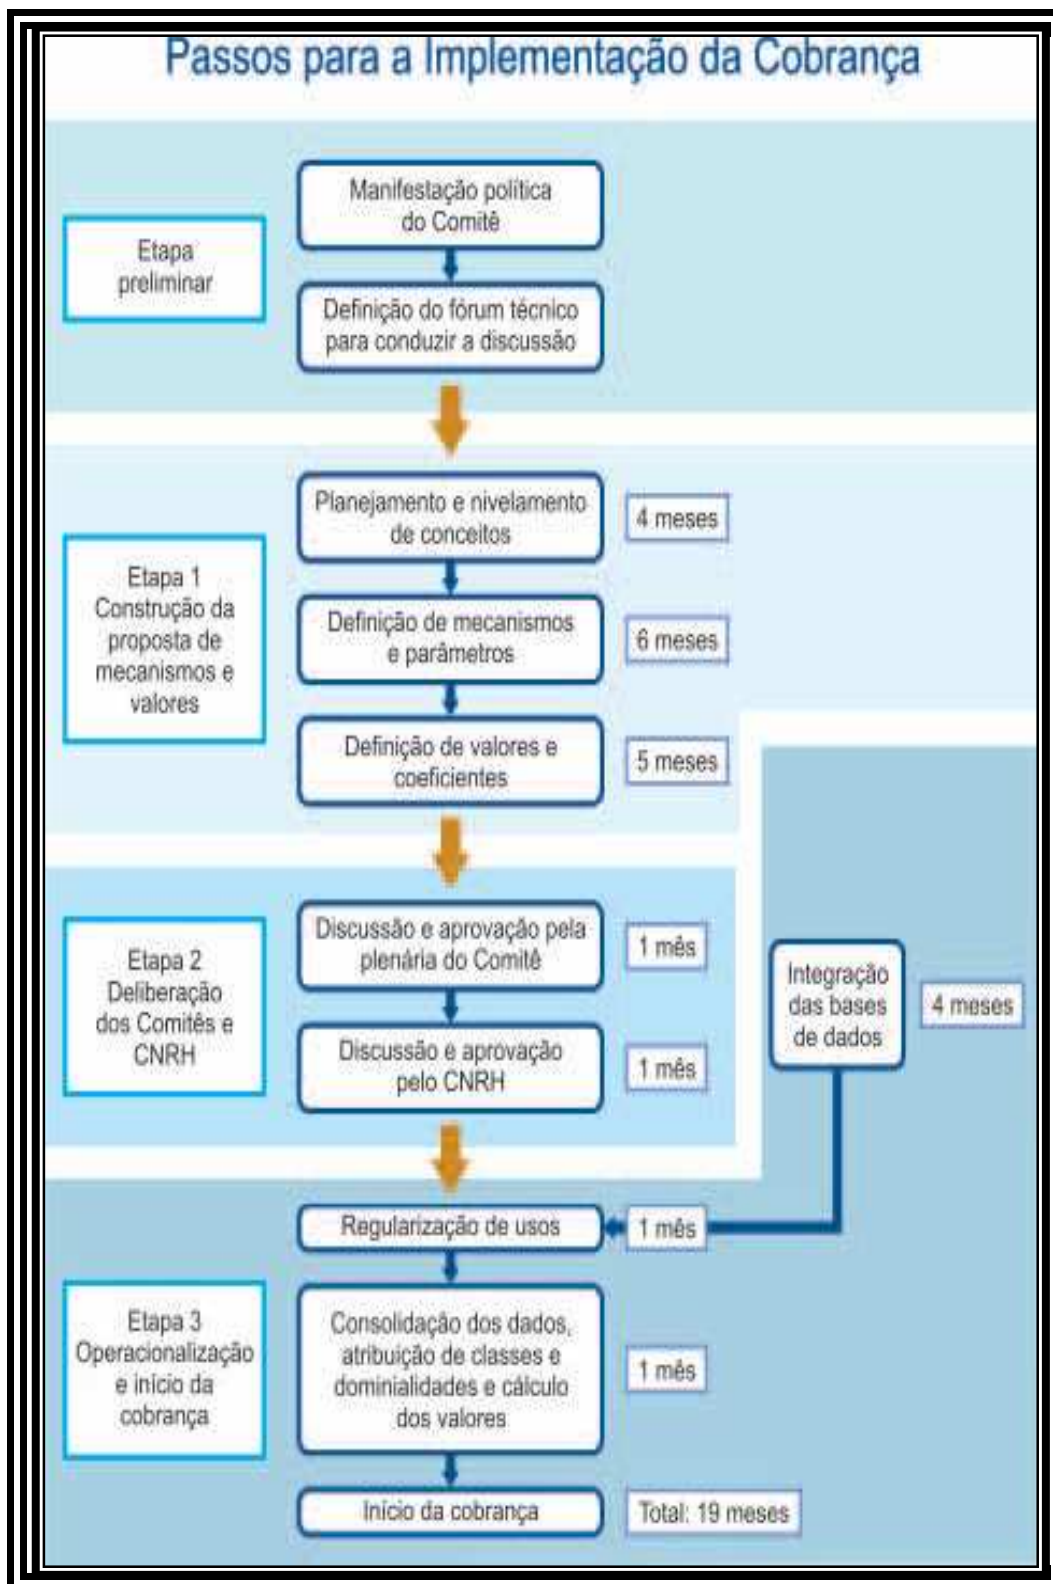 Passos para a Implementação da Cobrança
Etapa
preliminar
Manifestação política
do Comitê
Definição do fórum técnico
para conduzir a discussão
Etapa 1
Construção da
proposta de
mecanismos e
valores
Planejamento e nivelamento
de conceitos
4 meses
Definição de mecanismos
e parâmetros
6 meses
Definição de valores e
coeficientes
5 meses
Etapa 2
Deliberação
dos Comitês e
CNRH
Discussão e aprovação pela
plenária do Comitê
1 mês
Discussão e aprovação
pelo CNRH
1 mês
Integração
das bases
de dados
4 meses
Etapa 3
Operacionalização
e início da
cobrança
Regularização de usos
1 mês
Consolidação dos dados,
atribuição de classes e
dominialidades e cálculo
dos valores
1 mês
Início da cobrança
Total: 19 meses